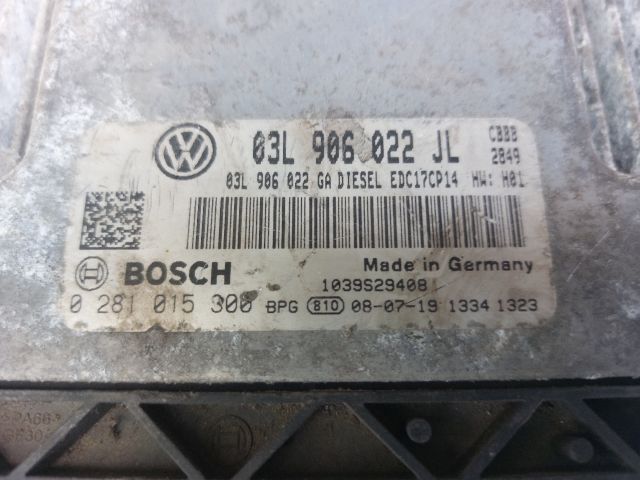 03L 906 022 JL CBBB
03L 906 022 GA DIESEL EDC17CP14 HW: H01 2849
BOSCH Made in Germany
1039S29408
0 281 015 300 BPG 810 08-07-19 1334 1323